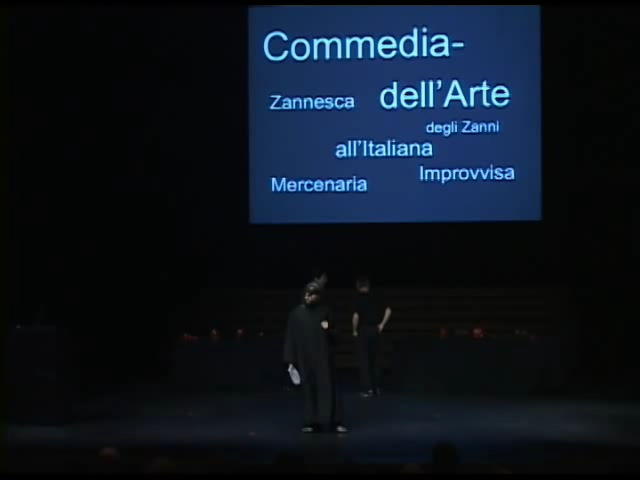 Commedia-
Zannesca
dell'Arte
degli Zanni
all'Italiana
Mercenaria
Improvvisa